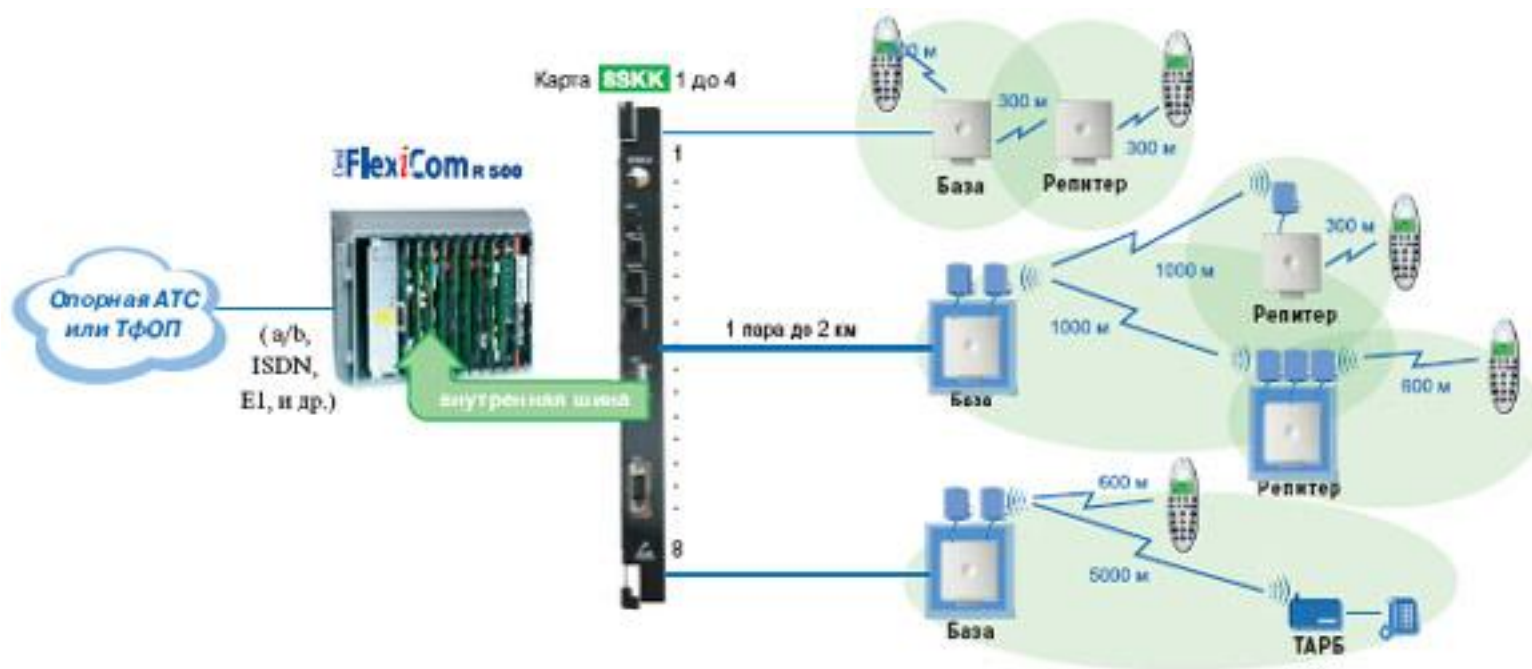 Карта 8SKK 1 до 4
1
8
FlexiCom R 500
Опорная АТС
или ТфОП
( a/b,
ISDN,
E1, и др.)
внутренняя шина
1 пара до 2 км
300 м
300 м
База
Репитер
1000 м
1000 м
300 м
Репитер
600 м
База
Репитер
600 м
5000 м
База
ТАРБ